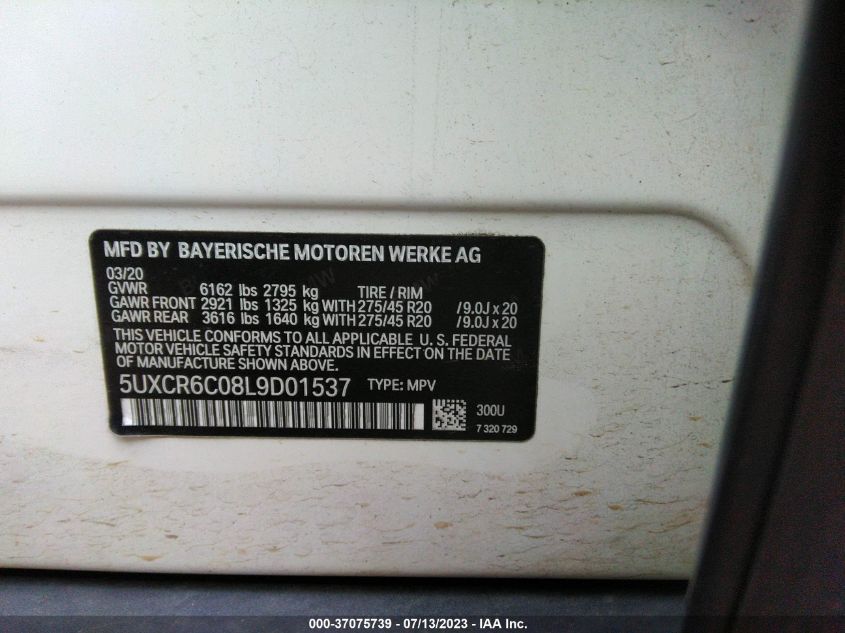 MFD BY BAYERISCHE MOTOREN WERKE AG
03/20
GVWR 6162 lbs 2795 kg TIRE / RIM
GAWR FRONT 2921 lbs 1325 kg WITH 275/45 R20 / 9.0J x 20
GAWR REAR 3616 lbs 1640 kg WITH 275/45 R20 / 9.0J x 20
THIS VEHICLE CONFORMS TO ALL APPLICABLE U. S. FEDERAL
MOTOR VEHICLE SAFETY STANDARDS IN EFFECT ON THE DATE
OF MANUFACTURE SHOWN ABOVE.
5UXCR6C08L9D01537 TYPE: MPV
300U
7 320 729
000-37075739 - 07/13/2023 - IAA Inc.